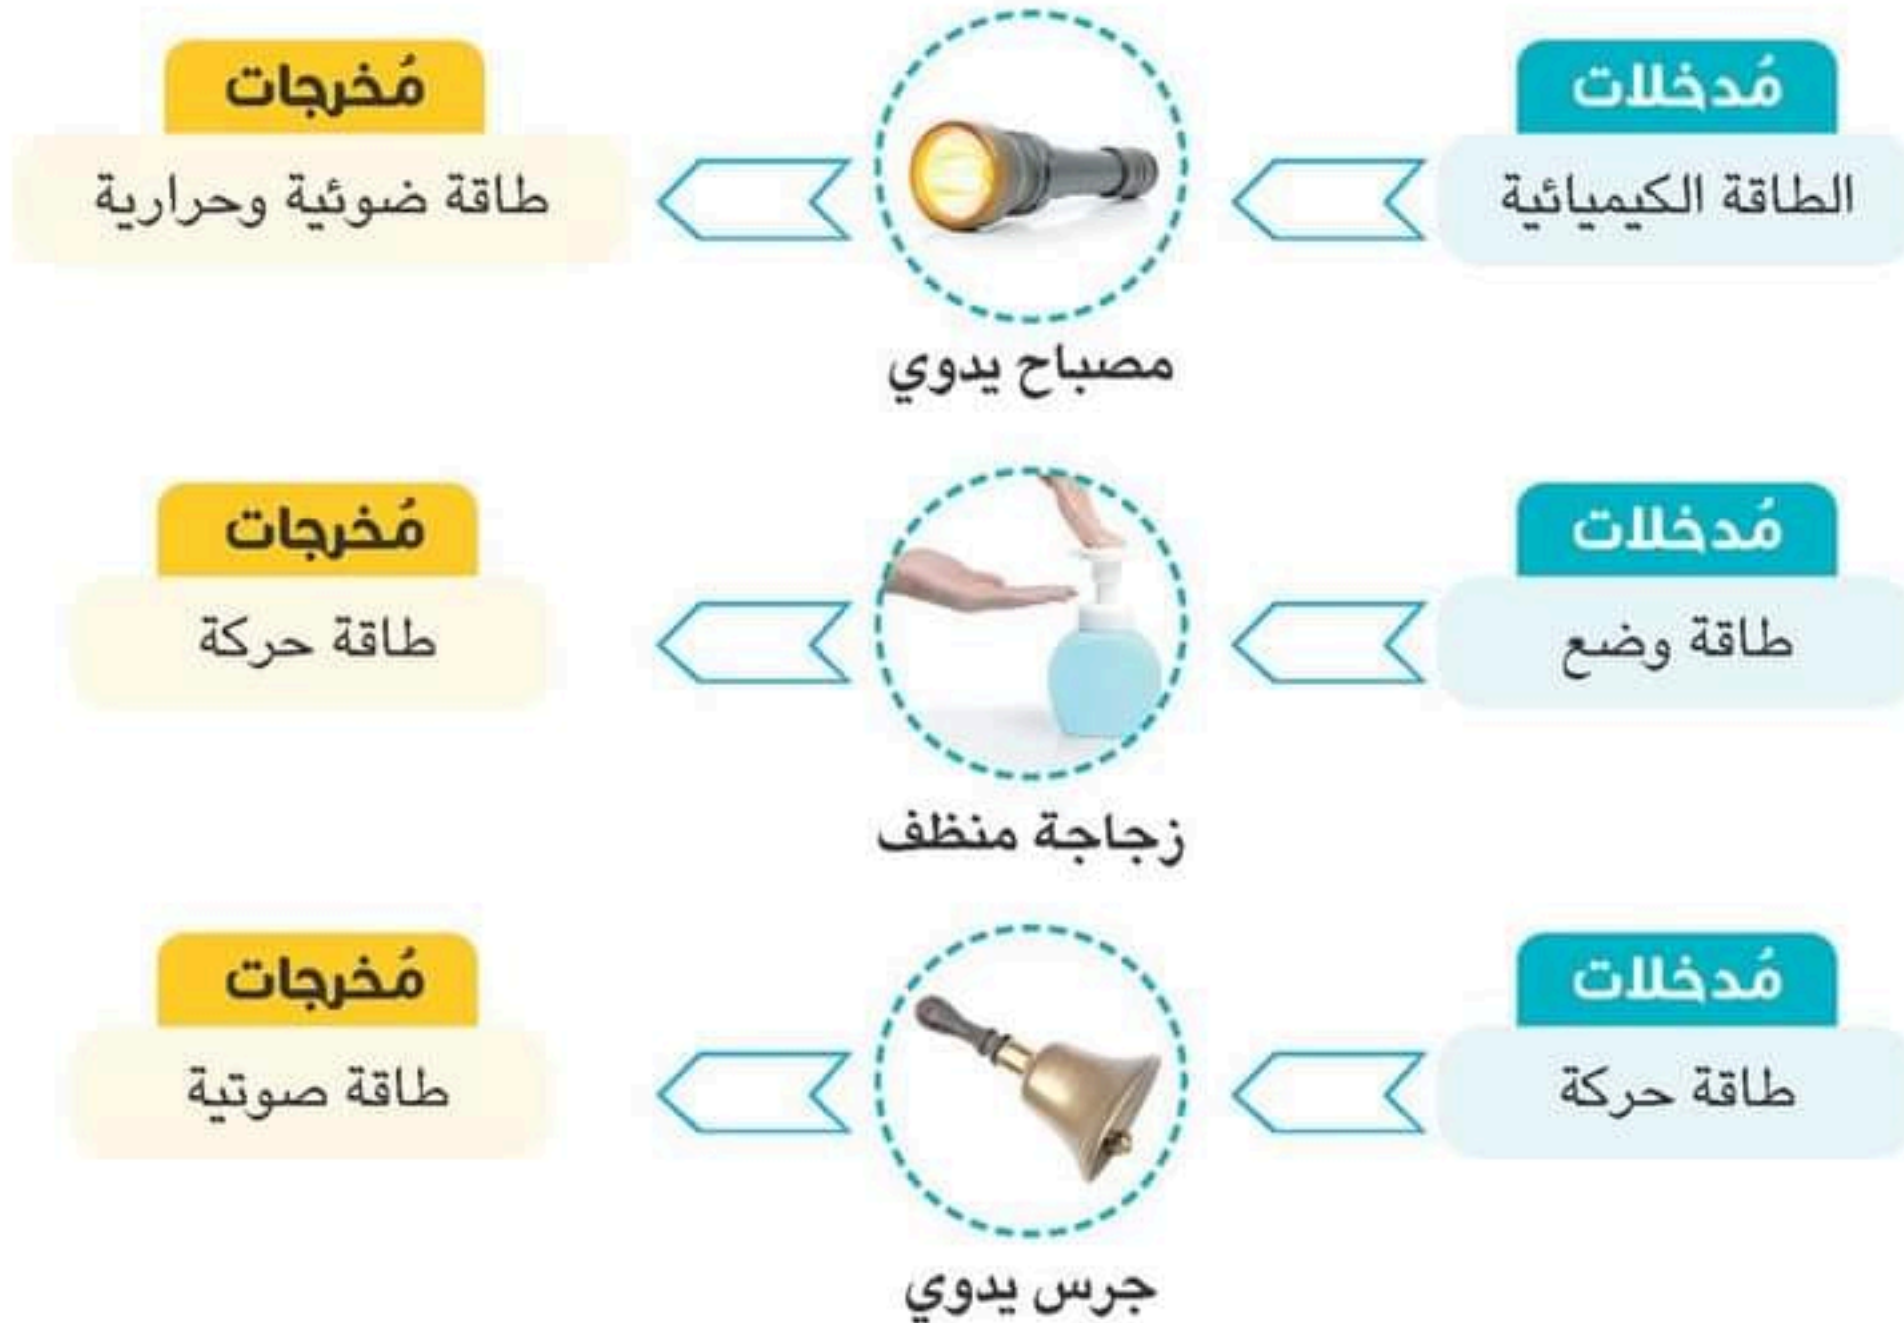 مُدخلات
الطاقة الكيميائية
مُخرجات
طاقة ضوئية وحرارية
مصباح يدوي
مُدخلات
طاقة وضع
مُخرجات
طاقة حركة
زجاجة منظف
مُدخلات
طاقة حركة
مُخرجات
طاقة صوتية
جرس يدوي